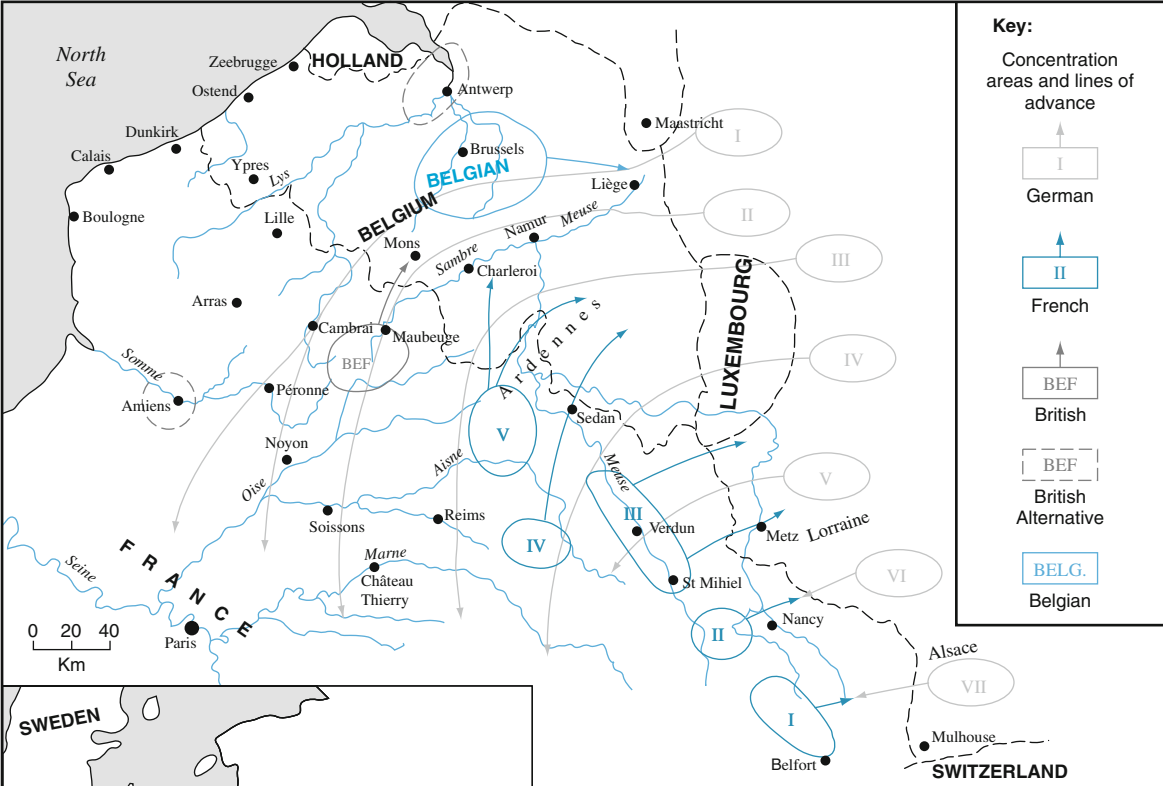 North
Sea
HOLLAND
Zeebrugge
Ostend
Antwerp
Dunkirk
Maastricht
I
Calais
Brussels
BELGIAN
Ypres
Lys
Liège
Boulogne
Lille
BELGIUM
Meuse
II
Namur
Mons
Sambre
Charleroi
III
LUXEMBOURG
Arras
Cambrai
Maubeuge
Ardennes
BEF
Somme
IV
Amiens
Péronne
Sedan
V
Noyon
Aisne
Meuse
V
Oise
III
Soissons
Reims
Verdun
Metz
Lorraine
IV
FRANCE
Marne
Seine
Château
Thierry
St Mihiel
VI
0 20 40
Km
Paris
II
Nancy
Alsace
VII
I
Mulhouse
Belfort
SWITZERLAND
SWEDEN
Key:
Concentration
areas and lines of
advance
I
German
II
French
BEF
British
BEF
British
Alternative
BELG.
Belgian